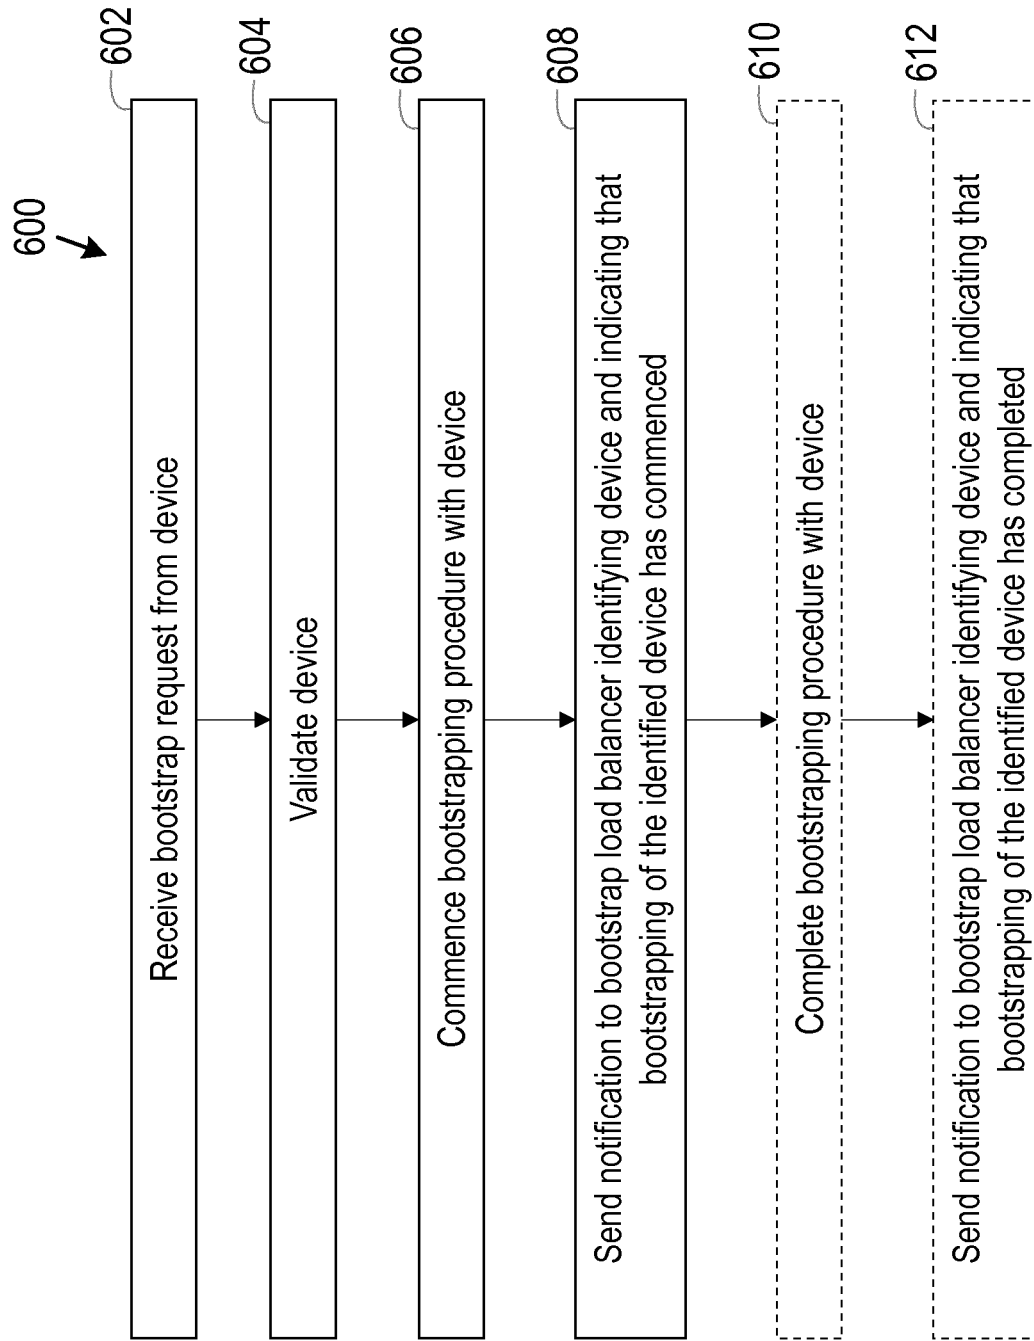 600
602
Receive bootstrap request from device
604
Validate device
606
Commence bootstrapping procedure with device
608
Send notification to bootstrap load balancer identifying device and indicating that
bootstrapping of the identified device has commenced
610
Complete bootstrapping procedure with device
612
Send notification to bootstrap load balancer identifying device and indicating that
bootstrapping of the identified device has completed